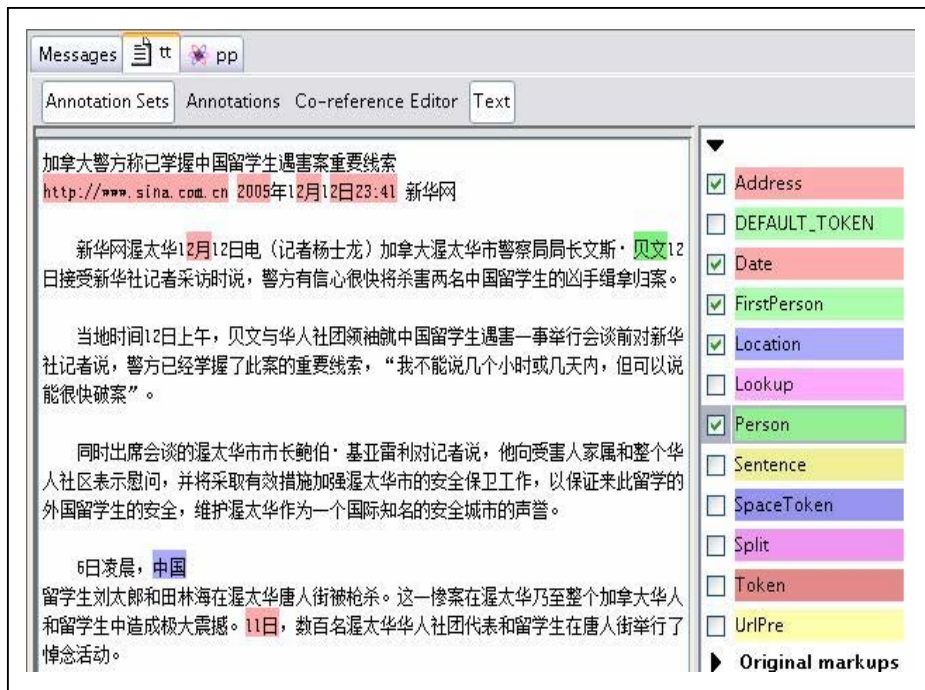 Messages tt pp
Annotation Sets Annotations Co-reference Editor Text
加拿大警方称已掌握中国留学生遇害案重要线索
http://www.sina.com.cn 2005年12月12日23:41 新华网
新华网渥太华12月12日电（记者杨士龙）加拿大渥太华市警察局局长文斯·贝文12
日接受新华社记者采访时说，警方有信心很快将杀害两名中国留学生的凶手缉拿归案。
当地时间12日上午，贝文与华人社团领袖就中国留学生遇害一事举行会谈前对新华
社记者说，警方已经掌握了此案的重要线索，“我不能说几个小时或几天内，但可以说
能很快破案”。
同时出席会谈的渥太华市市长鲍伯·基亚雷利对记者说，他向受害人家属和整个华
人社区表示慰问，并将采取有效措施加强渥太华市的安全保卫工作，以保证来此留学的
外国留学生的安全，维护渥太华作为一个国际知名的安全城市的声誉。
6日凌晨，中国
留学生刘太郎和田林海在渥太华唐人街被枪杀。这一惨案在渥太华乃至整个加拿大华人
和留学生中造成极大震撼。11日，数百名渥太华华人社团代表和留学生在唐人街举行了
悼念活动。
Address
DEFAULT_TOKEN
Date
FirstPerson
Location
Lookup
Person
Sentence
SpaceToken
Split
Token
UrlPre
Original markups